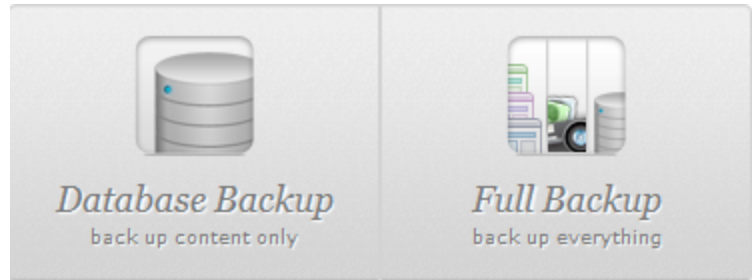 Database Backup
back up content only
Full Backup
back up everything